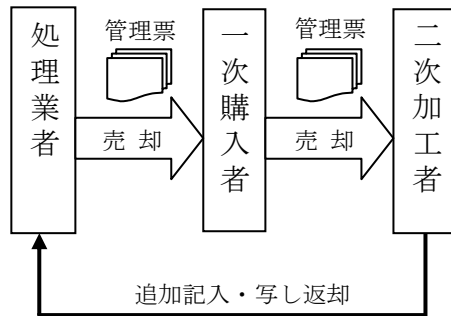 処理業者
管理票
売却
一次購入者
管理票
売却
二次加工者
追加記入・写し返却